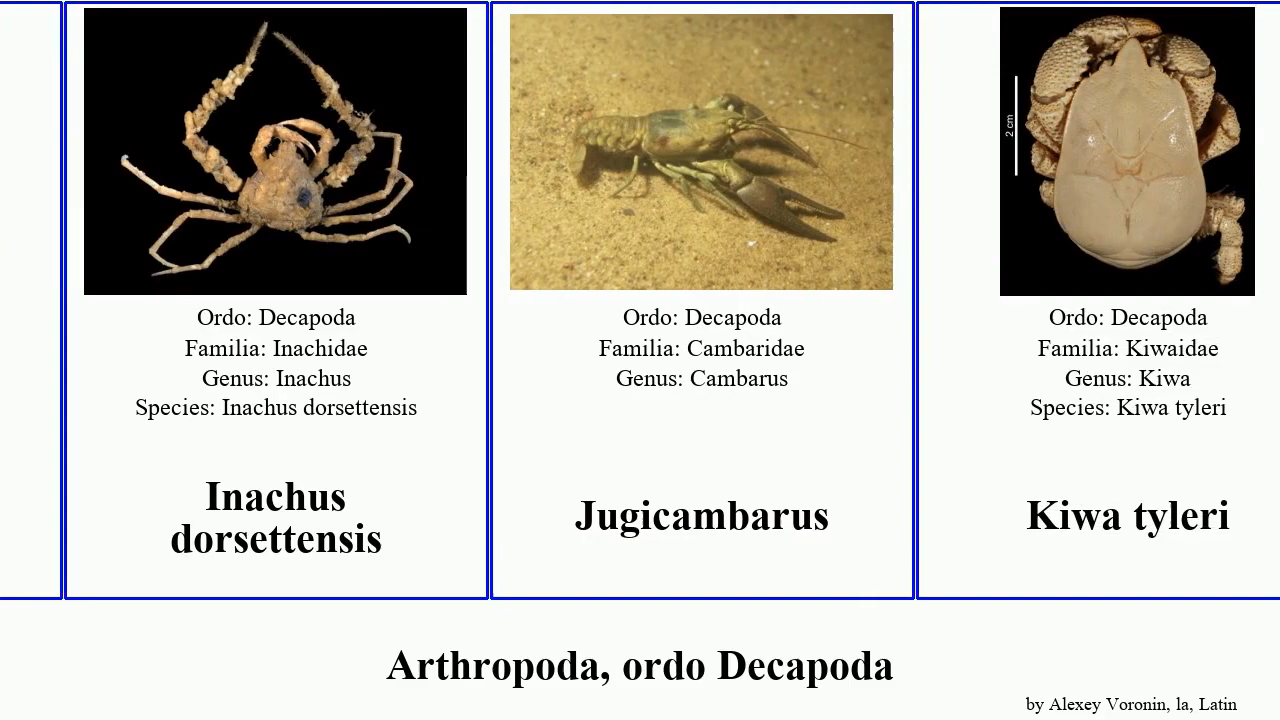 Ordo: Decapoda
Familia: Inachidae
Genus: Inachus
Species: Inachus dorsettensis
Inachus
dorsettensis
Ordo: Decapoda
Familia: Cambaridae
Genus: Cambarus
Jugicambarus
2 cm
Ordo: Decapoda
Familia: Kiwaidae
Genus: Kiwa
Species: Kiwa tyleri
Kiwa tyleri
Arthropoda, ordo Decapoda
by Alexey Voronin, la, Latin